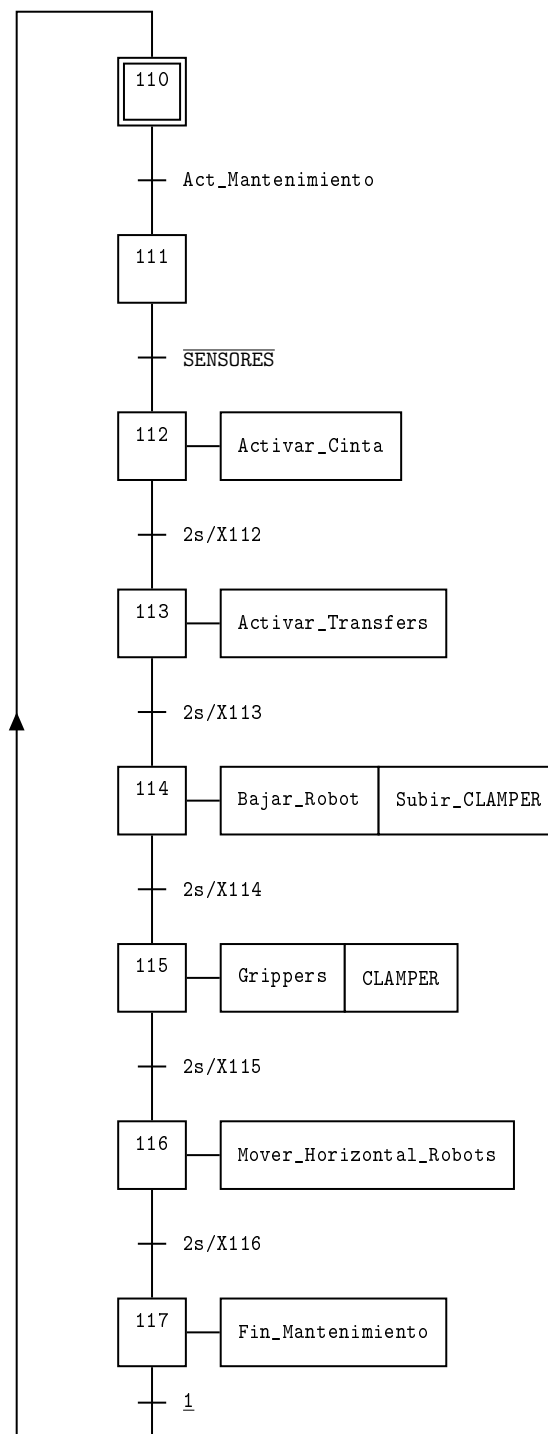 110
Act_Mantenimiento
111
SENSORES
112
Activar_Cinta
2s/X112
113
Activar_Transfers
2s/X113
114
Bajar_Robot
Subir_CLAMPER
2s/X114
115
Grippers
CLAMPER
2s/X115
116
Mover_Horizontal_Robots
2s/X116
117
Fin_Mantenimiento
1